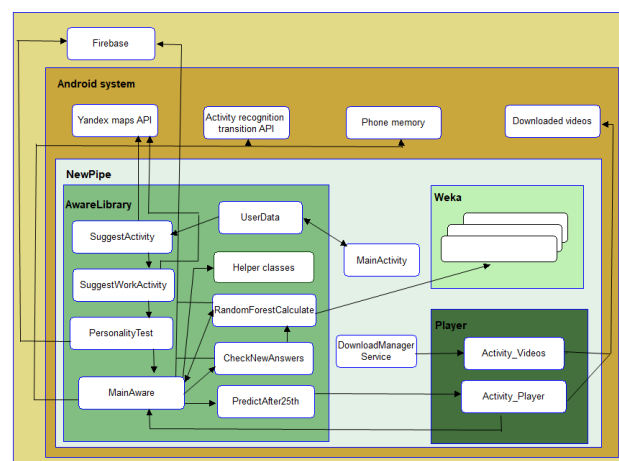 Firebase
Android system
Yandex maps API
Activity recognition
transition API
Phone memory
Downloaded videos
NewPipe
AwareLibrary
UserData
Weka
SuggestActivity
MainActivity
Helper classes
SuggestWorkActivity
RandomForestCalculate
PersonalityTest
Player
DownloadManager
Service
Activity_Videos
CheckNewAnswers
MainAware
PredictAfter25th
Activity_Player